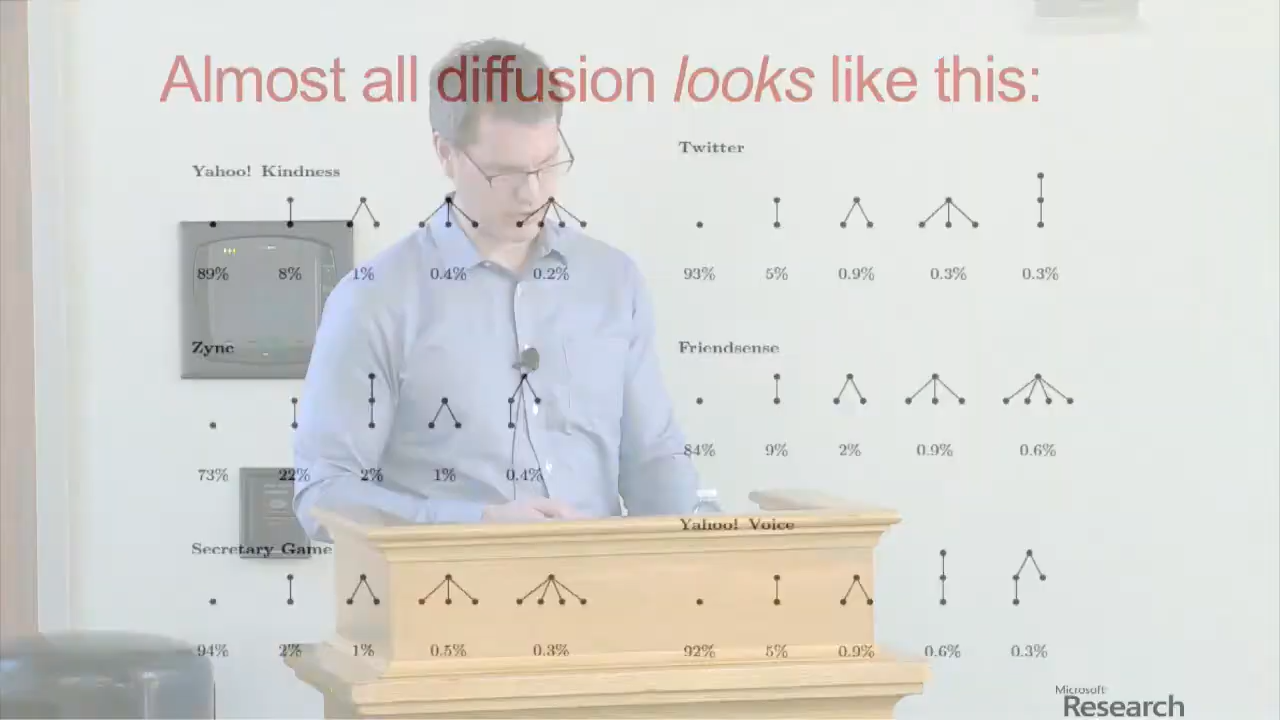 Almost all diffusion looks like this:
Yahoo! Kindness
89% 8% 1% 0.4% 0.2%
Twitter
93% 5% 0.9% 0.3% 0.3%
Zync
73% 22% 2% 1% 0.4%
Friendsense
84% 9% 2% 0.9% 0.6%
Secretary Game
94% 2% 1% 0.5% 0.3%
Yahoo! Voice
92% 5% 0.9% 0.6% 0.3%
Microsoft
Research